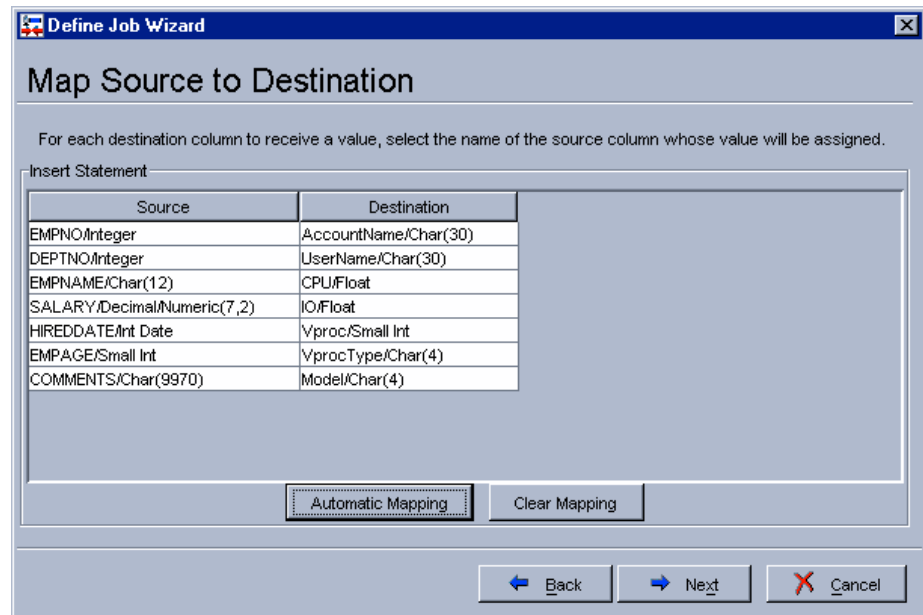 Define Job Wizard
Map Source to Destination
For each destination column to receive a value, select the name of the source column whose value will be assigned.
Insert Statement
Source Destination
EMPNO/Integer AccountName/Char(30)
DEPTNO/Integer UserName/Char(30)
EMPNAME/Char(12) CPU/Float
SALARY/Decimal/Numeric(7,2) IO/Float
HIREDDATE/Int Date Vproc/Small Int
EMPAGE/Small Int VprocType/Char(4)
COMMENTS/Char(9970) Model/Char(4)
Automatic Mapping Clear Mapping
Back Next Cancel